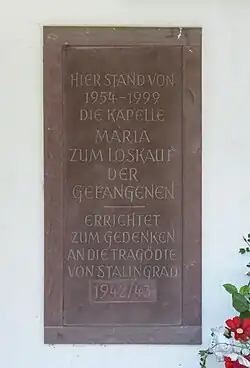 HIER STAND VON
1954-1999
DIE KAPELLE
MARIA
ZUM LOSKAUF
DER
GEFANGENEN
ERRICHTET
ZUM GEDENKEN
AN DIE TRAGÖDIE
VON STALINGRAD
1942/43